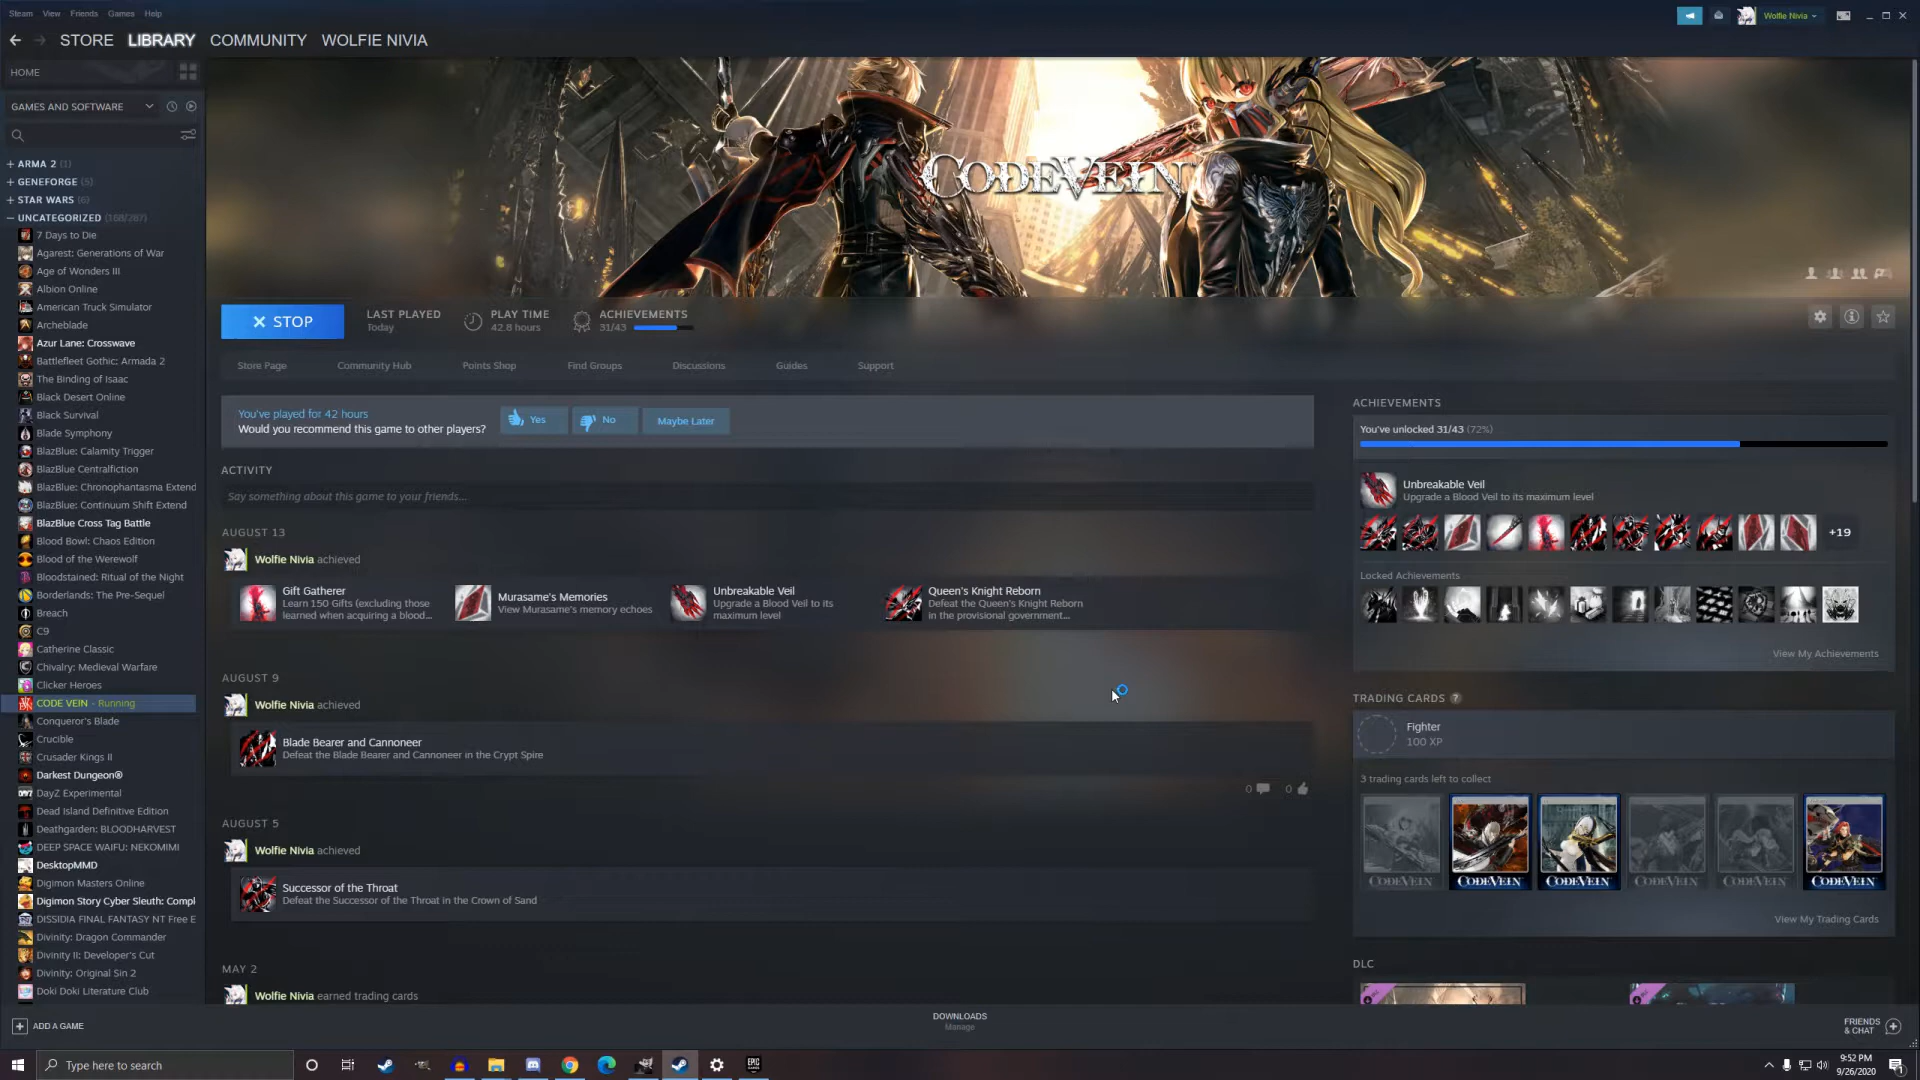 Steam View Friends Games Help
Wolfie Nivia
STORE LIBRARY COMMUNITY WOLFIE NIVIA
HOME
GAMES AND SOFTWARE
ARMA 2 (1)
GENEFORGE (5)
STAR WARS (6)
UNCATEGORIZED (168/287)
7 Days to Die
Agarest: Generations of War
Age of Wonders III
Albion Online
American Truck Simulator
Archeblade
Azur Lane: Crosswave
Battlefleet Gothic: Armada 2
The Binding of Isaac
Black Desert Online
Black Survival
Blade Symphony
BlazBlue: Calamity Trigger
BlazBlue Centralfiction
BlazBlue: Chronophantasma Extend
BlazBlue: Continuum Shift Extend
BlazBlue Cross Tag Battle
Blood Bowl: Chaos Edition
Blood of the Werewolf
Bloodstained: Ritual of the Night
Borderlands: The Pre-Sequel
Breach
C9
Catherine Classic
Chivalry: Medieval Warfare
Clicker Heroes
CODE VEIN - Running
Conqueror's Blade
Crucible
Crusader Kings II
Darkest Dungeon®
DayZ Experimental
Dead Island Definitive Edition
Deathgarden: BLOODHARVEST
DEEP SPACE WAIFU: NEKOMIMI
DesktopMMD
Digimon Masters Online
Digimon Story Cyber Sleuth: Compl
DISSIDIA FINAL FANTASY NT Free E
Divinity: Dragon Commander
Divinity II: Developer's Cut
Divinity: Original Sin 2
Doki Doki Literature Club
ADD A GAME
CODE VEIN
STOP
LAST PLAYED
Today
PLAY TIME
42.8 hours
ACHIEVEMENTS
31/43
Store Page Community Hub Points Shop Find Groups Discussions Guides Support
You've played for 42 hours
Would you recommend this game to other players?
Yes No Maybe Later
ACTIVITY
Say something about this game to your friends...
AUGUST 13
Wolfie Nivia achieved
Gift Gatherer
Learn 150 Gifts (excluding those
learned when acquiring a blood...
Murasame's Memories
View Murasame's memory echoes
Unbreakable Veil
Upgrade a Blood Veil to its
maximum level
Queen's Knight Reborn
Defeat the Queen's Knight Reborn
in the provisional government...
AUGUST 9
Wolfie Nivia achieved
Blade Bearer and Cannoneer
Defeat the Blade Bearer and Cannoneer in the Crypt Spire
0 0
AUGUST 5
Wolfie Nivia achieved
Successor of the Throat
Defeat the Successor of the Throat in the Crown of Sand
MAY 2
Wolfie Nivia earned trading cards
ACHIEVEMENTS
You've unlocked 31/43 (72%)
Unbreakable Veil
Upgrade a Blood Veil to its maximum level
+19
Locked Achievements
View My Achievements
TRADING CARDS ?
Fighter
100 XP
3 trading cards left to collect
CODE VEIN CODE VEIN CODE VEIN CODE VEIN CODE VEIN CODE VEIN
View My Trading Cards
DLC
DOWNLOADS
Manage
FRIENDS
& CHAT
Type here to search
EPIC
GAMES
9:52 PM
9/26/2020